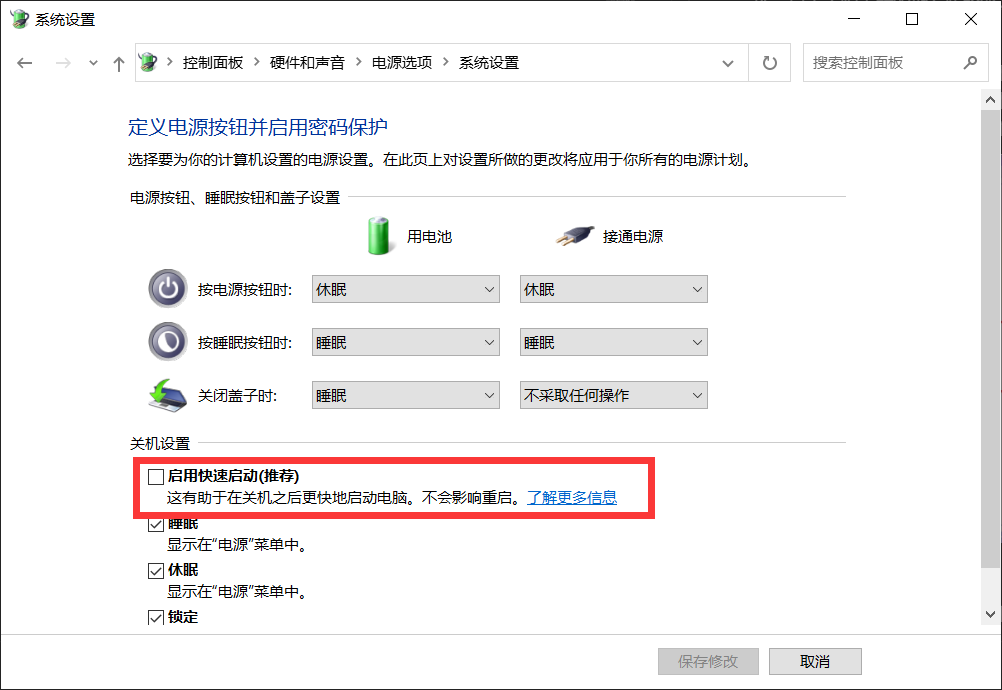 系统设置
控制面板 > 硬件和声音 > 电源选项 > 系统设置
搜索控制面板
定义电源按钮并启用密码保护
选择要为你的计算机设置的电源设置。在此页上对设置所做的更改将应用于你所有的电源计划。
电源按钮、睡眠按钮和盖子设置
用电池 接通电源
按电源按钮时: 休眠 休眠
按睡眠按钮时: 睡眠 睡眠
关闭盖子时: 睡眠 不采取任何操作
关机设置
启用快速启动(推荐)
这有助于在关机之后更快地启动电脑。不会影响重启。了解更多信息
睡眠
显示在“电源”菜单中。
休眠
显示在“电源”菜单中。
锁定
保存修改 取消